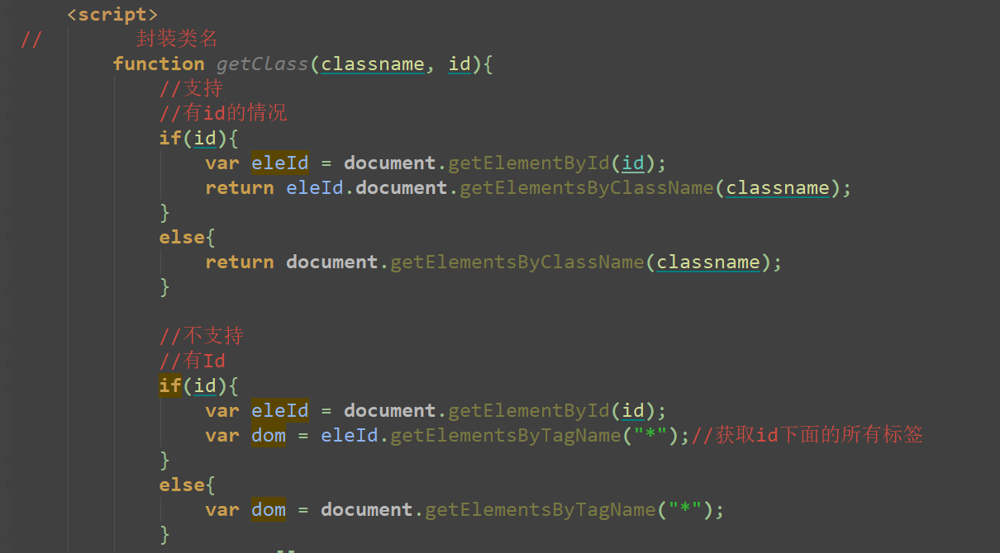 <script>
//        封装类名
function getClass(classname, id){
//支持
//有id的情况
if(id){
var eleId = document.getElementById(id);
return eleId.document.getElementsByClassName(classname);
}
else{
return document.getElementsByClassName(classname);
}
//不支持
//有Id
if(id){
var eleId = document.getElementById(id);
var dom = eleId.getElementsByTagName("*");//获取id下面的所有标签
}
else{
var dom = document.getElementsByTagName("*");
}